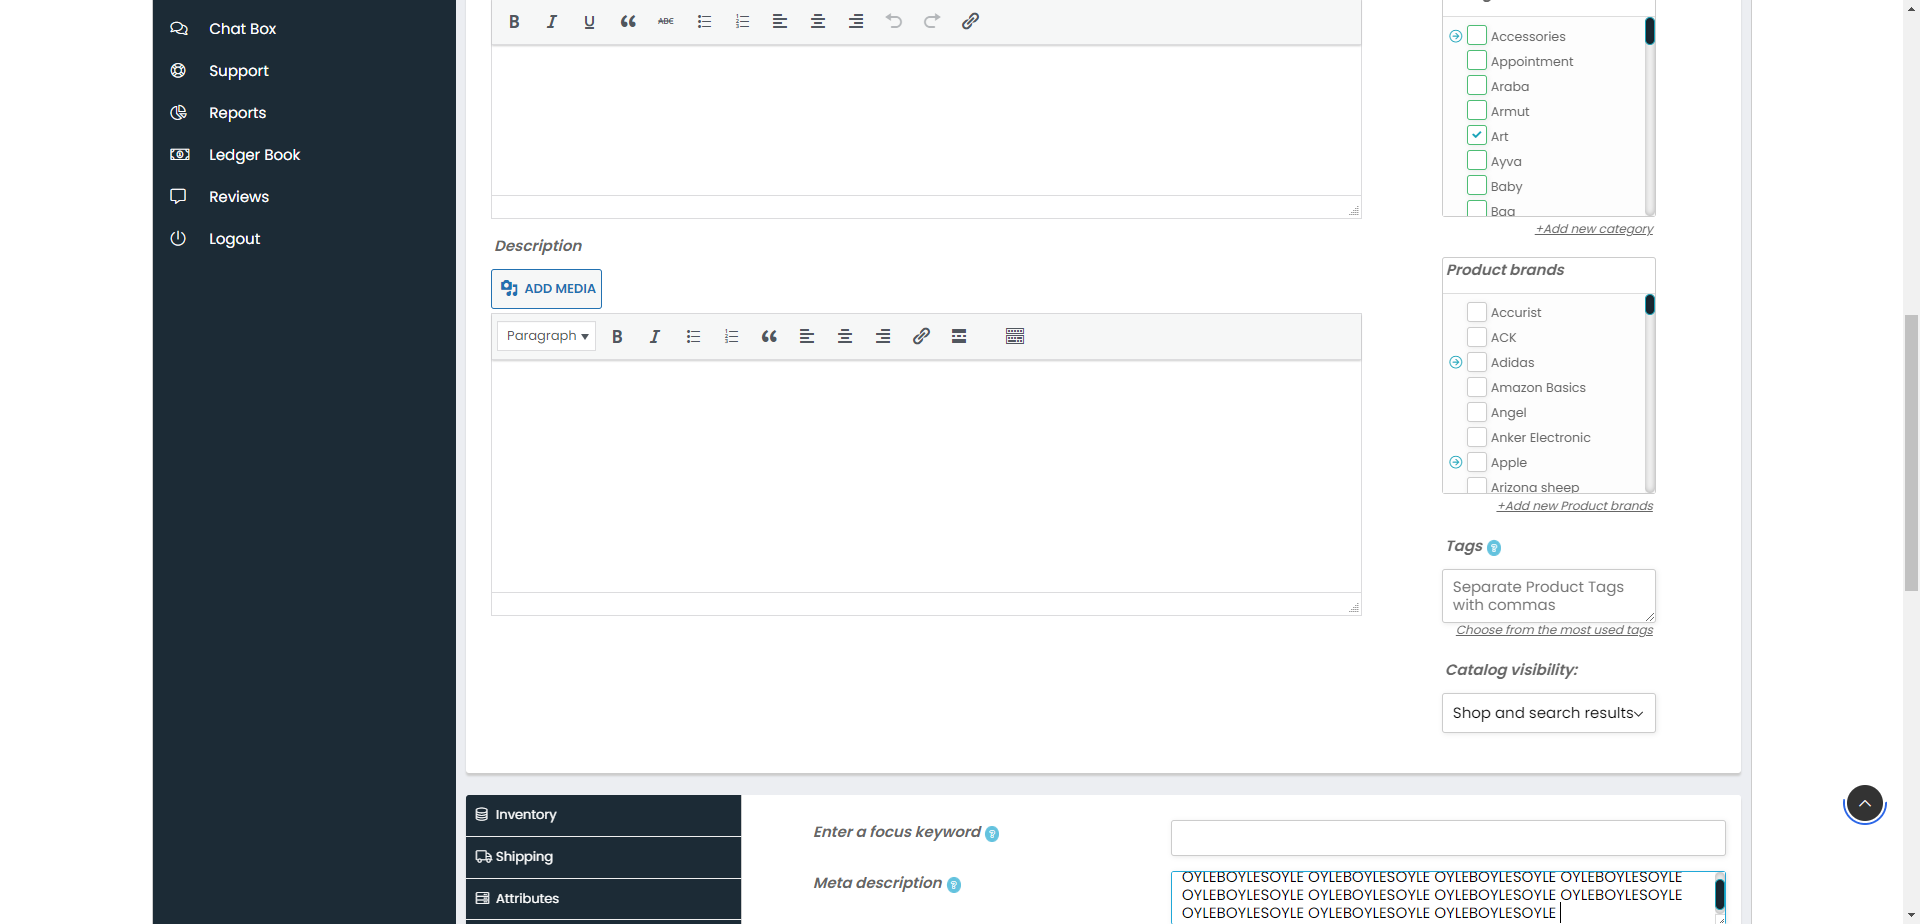 Chat Box
Support
Reports
Ledger Book
Reviews
Logout
B I U ABC
Accessories
Appointment
Araba
Armut
Art
Ayva
Baby
Bag
+Add new category
Description
ADD MEDIA
Paragraph B I
Product brands
Accurist
ACK
Adidas
Amazon Basics
Angel
Anker Electronic
Apple
Arizona sheep
+Add new Product brands
Tags ?
Separate Product Tags
with commas
Choose from the most used tags
Catalog visibility:
Shop and search results
Inventory
Shipping
Attributes
Enter a focus keyword ?
Meta description ?
OYLEBOYLESOYLE OYLEBOYLESOYLE OYLEBOYLESOYLE OYLEBOYLESOYLE
OYLEBOYLESOYLE OYLEBOYLESOYLE OYLEBOYLESOYLE OYLEBOYLESOYLE
OYLEBOYLESOYLE OYLEBOYLESOYLE OYLEBOYLESOYLE